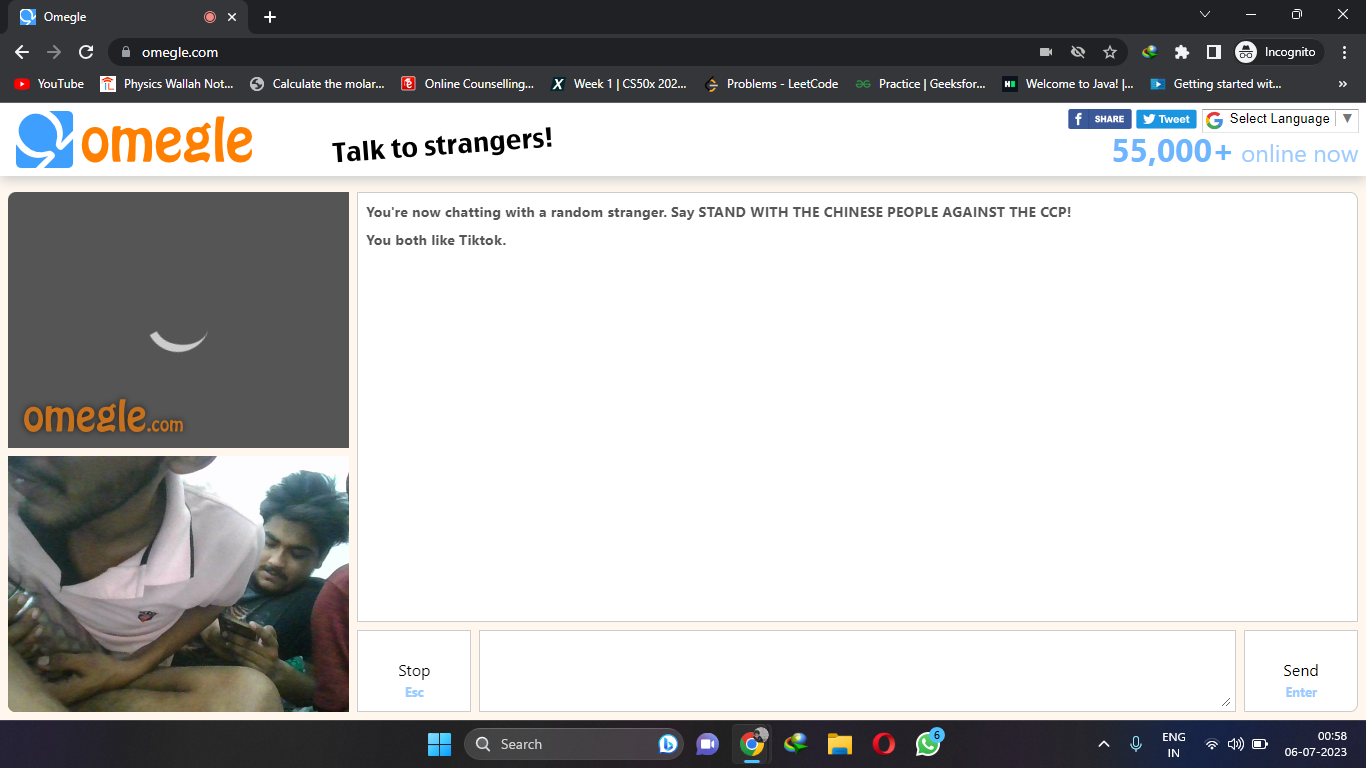 Omegle
omegle.com
Incognito
YouTube
Physics Wallah Not...
Calculate the molar...
Online Counselling...
Week 1 | CS50x 202...
Problems - LeetCode
Practice | Geeksfor...
Welcome to Java! |...
Getting started wit...
»
omegle
Talk to strangers!
SHARE
Tweet
Select Language
55,000+ online now
You're now chatting with a random stranger. Say STAND WITH THE CHINESE PEOPLE AGAINST THE CCP!
You both like Tiktok.
omegle.com
Stop
Esc
Send
Enter
Search
6
ENG
IN
00:58
06-07-2023